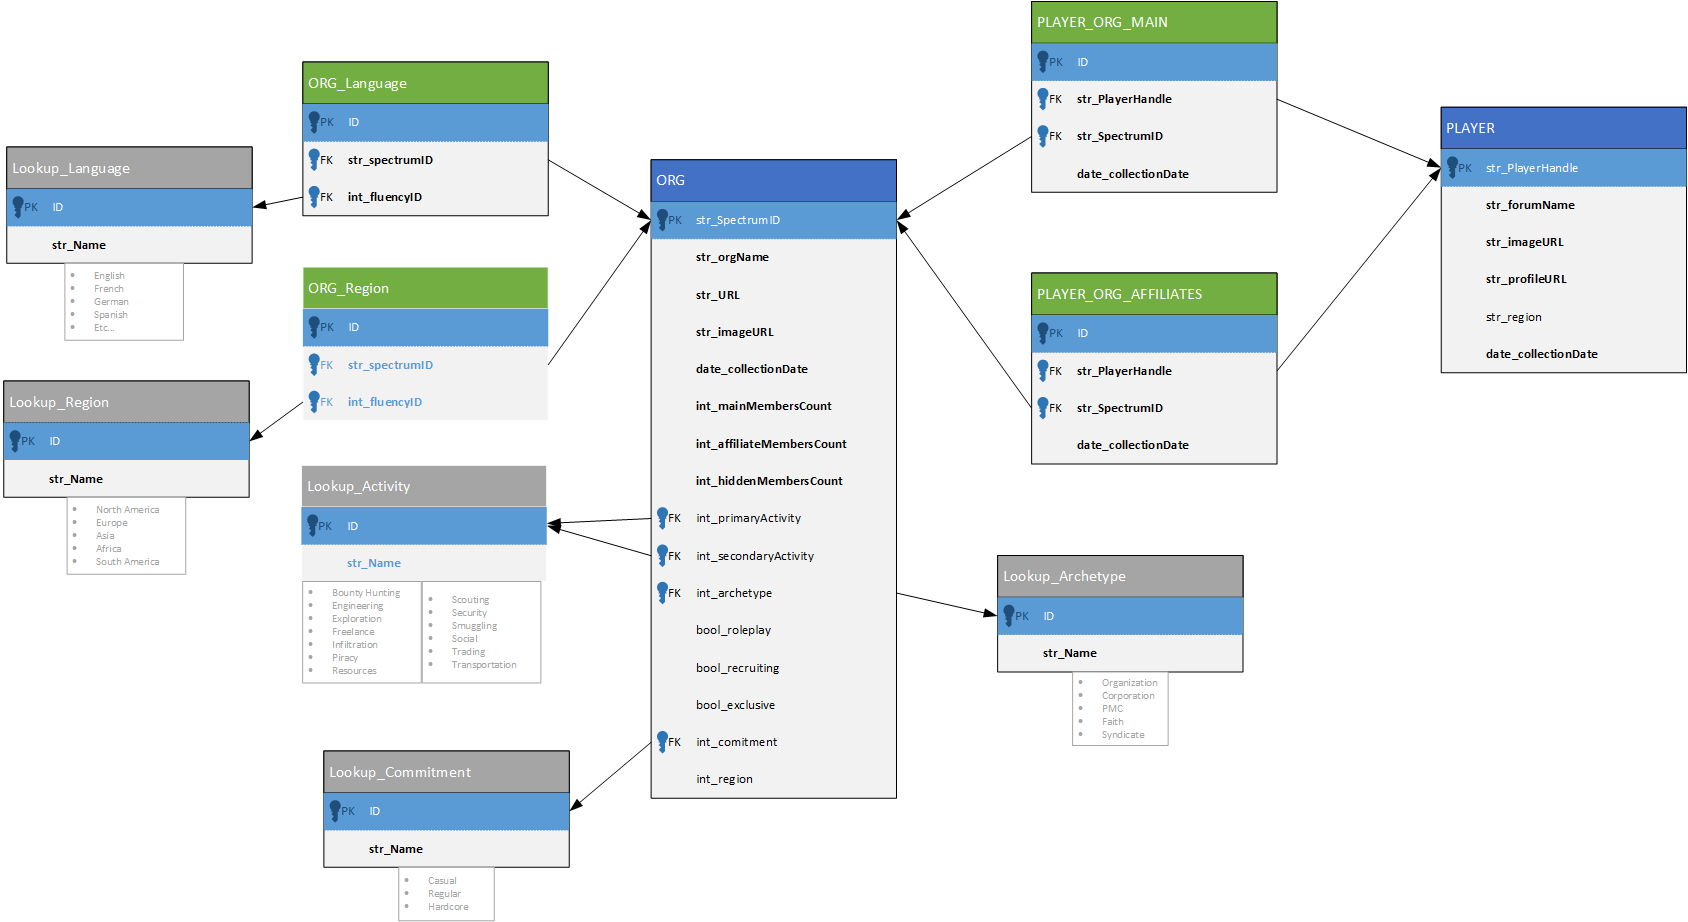 PLAYER_ORG_MAIN
PK ID
FK str_PlayerHandle
FK str_SpectrumID
date_collectionDate
ORG_Language
PK ID
FK str_spectrumID
FK int_fluencyID
PLAYER
PK str_PlayerHandle
str_forumName
str_imageURL
str_profileURL
str_region
date_collectionDate
Lookup_Language
PK ID
str_Name
• English
• French
• German
• Spanish
• Etc...
ORG
PK str_SpectrumID
str_orgName
str_URL
str_imageURL
date_collectionDate
int_mainMembersCount
int_affiliateMembersCount
int_hiddenMembersCount
FK int_primaryActivity
FK int_secondaryActivity
FK int_archetype
bool_roleplay
bool_recruiting
bool_exclusive
FK int_comitment
int_region
ORG_Region
PK ID
FK str_spectrumID
FK int_fluencyID
PLAYER_ORG_AFFILIATES
PK ID
FK str_PlayerHandle
FK str_SpectrumID
date_collectionDate
Lookup_Region
PK ID
str_Name
• North America
• Europe
• Asia
• Africa
• South America
Lookup_Activity
PK ID
str_Name
• Bounty Hunting
• Engineering
• Exploration
• Freelance
• Infiltration
• Piracy
• Resources
• Scouting
• Security
• Smuggling
• Social
• Trading
• Transportation
Lookup_Archetype
PK ID
str_Name
• Organization
• Corporation
• PMC
• Faith
• Syndicate
Lookup_Commitment
PK ID
str_Name
• Casual
• Regular
• Hardcore